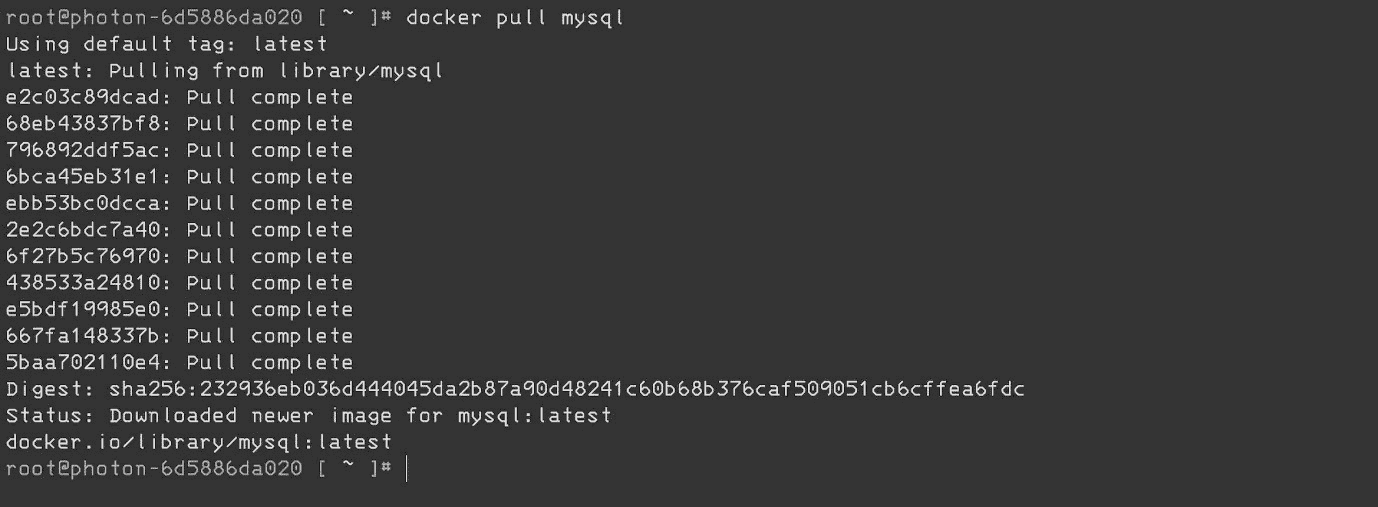 root@photon-6d5886da020 [ ~ ]# docker pull mysql
Using default tag: latest
latest: Pulling from library/mysql
e2c03c89dcad: Pull complete
68eb43837bf8: Pull complete
796892ddf5ac: Pull complete
6bca45eb31e1: Pull complete
ebb53bc0dcca: Pull complete
2e2c6bdc7a40: Pull complete
6f27b5c76970: Pull complete
438533a24810: Pull complete
e5bdf19985e0: Pull complete
667fa148337b: Pull complete
5baa702110e4: Pull complete
Digest: sha256:232936eb036d444045da2b87a90d48241c60b68b376caf509051cb6cffea6fdc
Status: Downloaded newer image for mysql:latest
docker.io/library/mysql:latest
root@photon-6d5886da020 [ ~ ]#